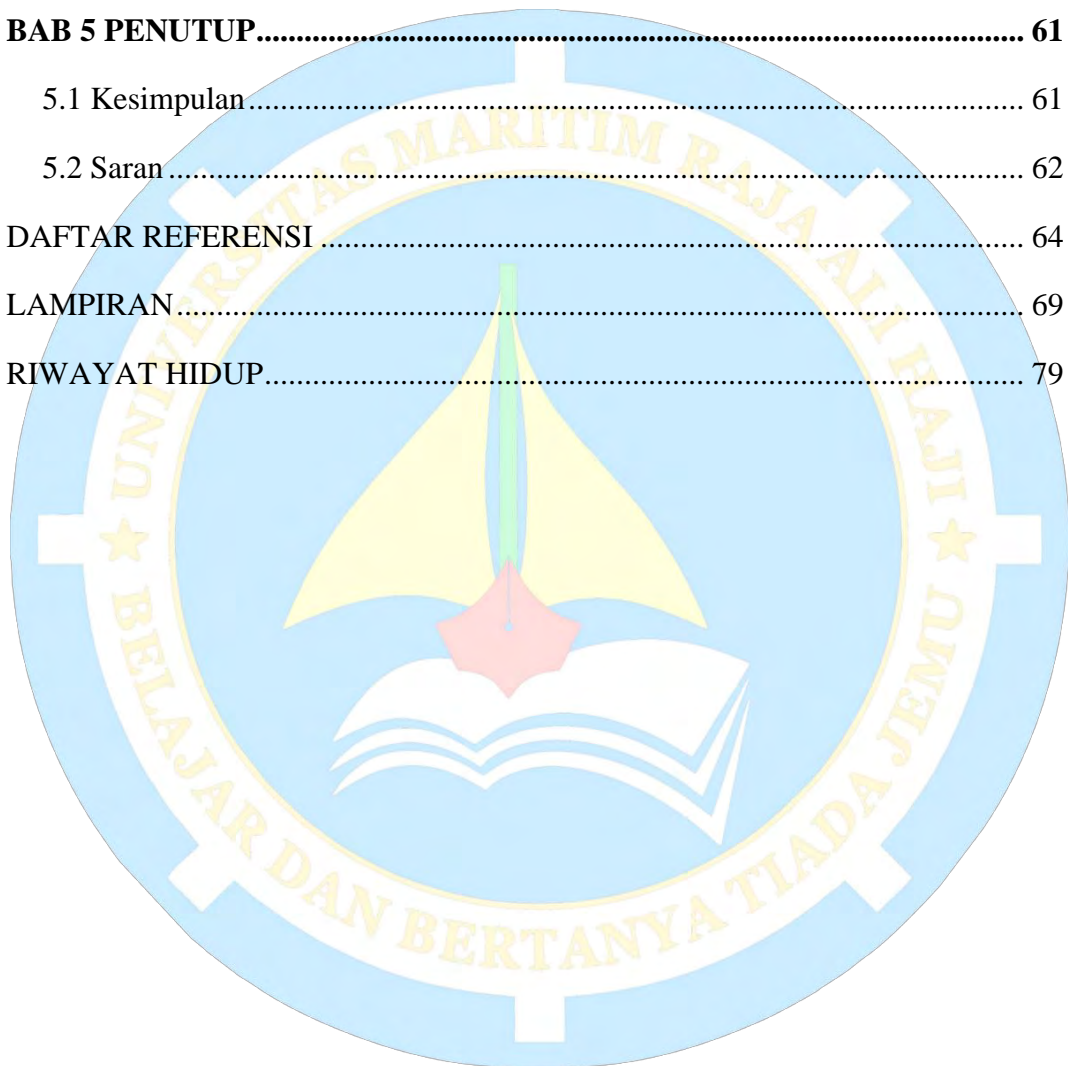 BAB 5 PENUTUP.................................................................................................. 61
5.1 Kesimpulan................................................................................................... 61
5.2 Saran ............................................................................................................. 62
DAFTAR REFERENSI .......................................................................................... 64
LAMPIRAN............................................................................................................ 69
RIWAYAT HIDUP................................................................................................. 79
UNIVERSITAS MARITIM RAJA ALI HAJI
BELAJAR DAN BERTANYA TIADA JEMU